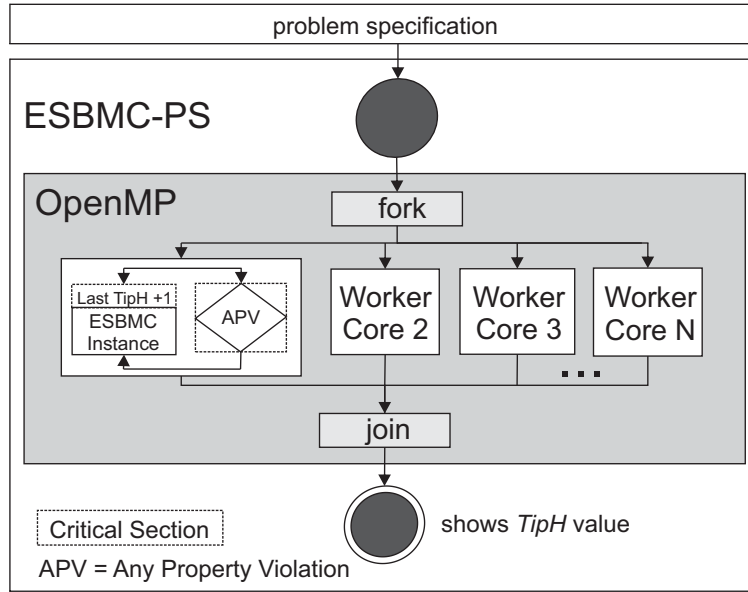 problem specification
ESBMC-PS
OpenMP
fork
Last TipH +1
ESBMC
Instance
APV
Worker
Core 2
Worker
Core 3
Worker
Core N
...
join
shows TipH value
Critical Section
APV = Any Property Violation